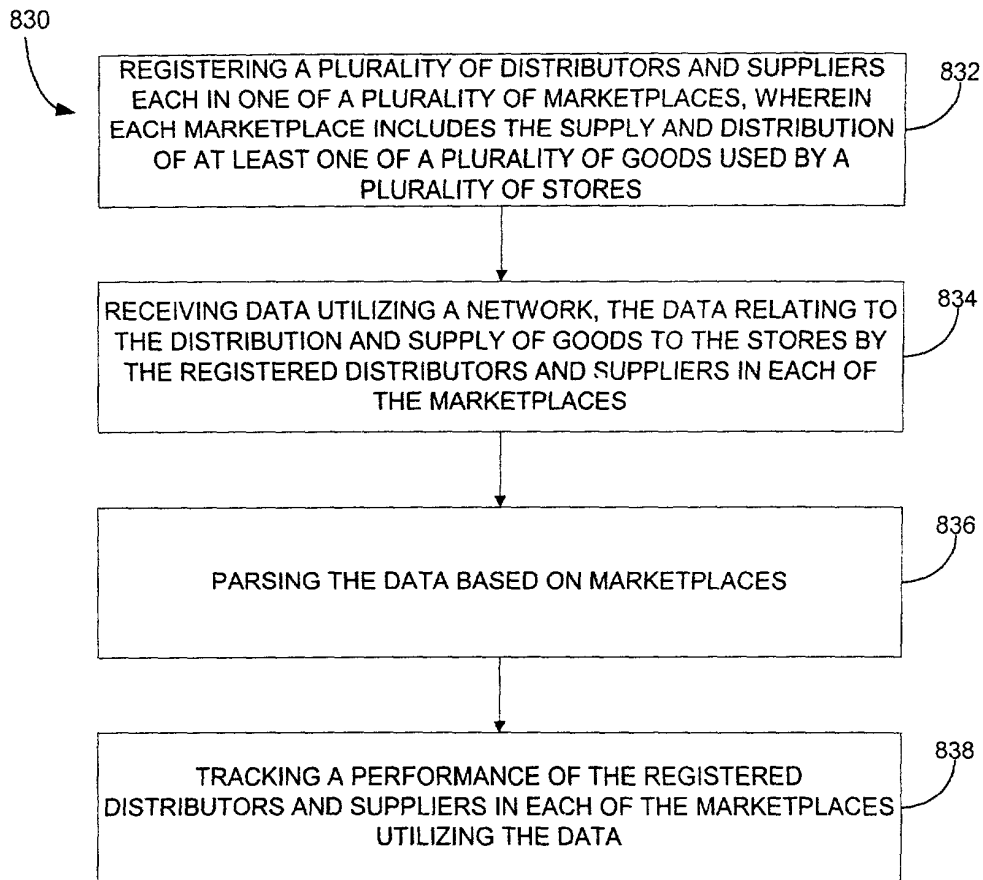 830
REGISTERING A PLURALITY OF DISTRIBUTORS AND SUPPLIERS
EACH IN ONE OF A PLURALITY OF MARKETPLACES, WHEREIN
EACH MARKETPLACE INCLUDES THE SUPPLY AND DISTRIBUTION
OF AT LEAST ONE OF A PLURALITY OF GOODS USED BY A
PLURALITY OF STORES
832
RECEIVING DATA UTILIZING A NETWORK, THE DATA RELATING TO
THE DISTRIBUTION AND SUPPLY OF GOODS TO THE STORES BY
THE REGISTERED DISTRIBUTORS AND SUPPLIERS IN EACH OF
THE MARKETPLACES
834
PARSING THE DATA BASED ON MARKETPLACES
836
TRACKING A PERFORMANCE OF THE REGISTERED
DISTRIBUTORS AND SUPPLIERS IN EACH OF THE MARKETPLACES
UTILIZING THE DATA
838